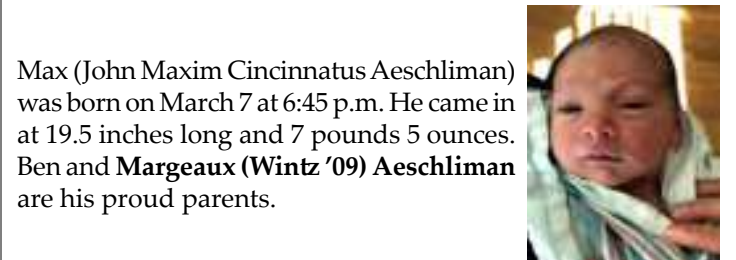 Max (John Maxim Cincinnatus Aeschliman)
was born on March 7 at 6:45 p.m. He came in
at 19.5 inches long and 7 pounds 5 ounces.
Ben and Margeaux (Wintz ’09) Aeschliman
are his proud parents.